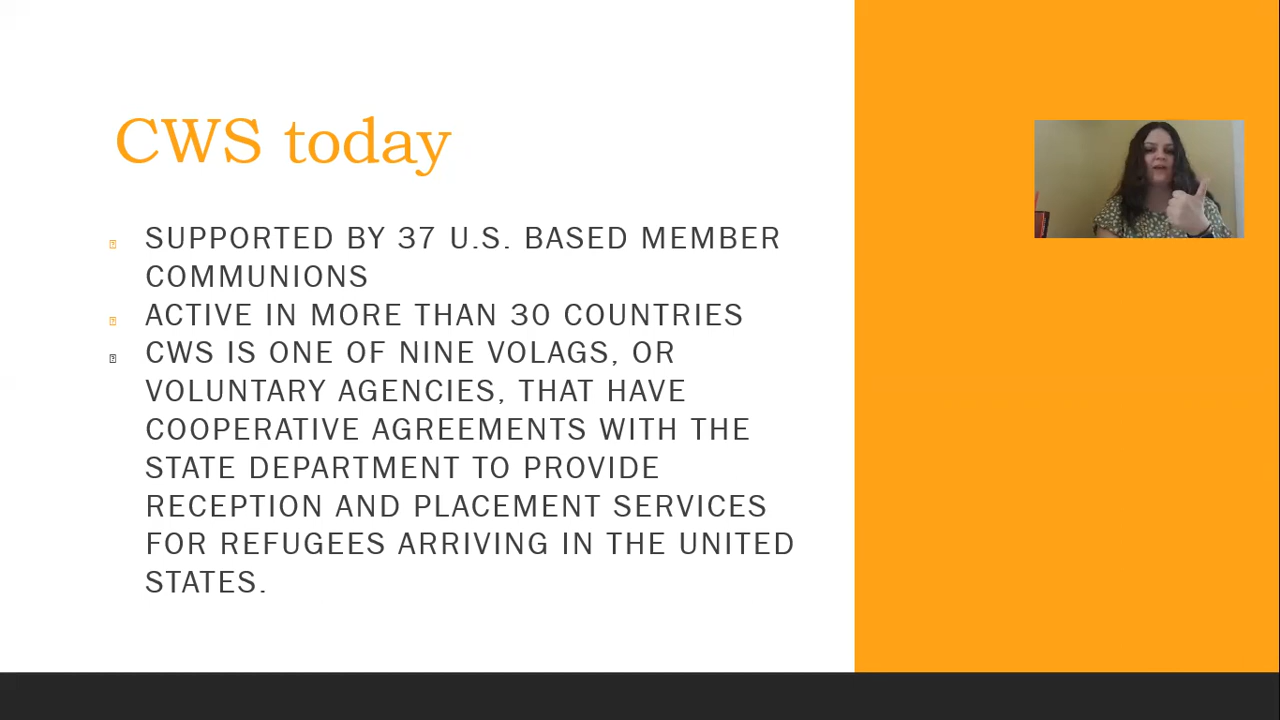 CWS today
SUPPORTED BY 37 U.S. BASED MEMBER
COMMUNIONS
ACTIVE IN MORE THAN 30 COUNTRIES
CWS IS ONE OF NINE VOLAGS, OR
VOLUNTARY AGENCIES, THAT HAVE
COOPERATIVE AGREEMENTS WITH THE
STATE DEPARTMENT TO PROVIDE
RECEPTION AND PLACEMENT SERVICES
FOR REFUGEES ARRIVING IN THE UNITED
STATES.